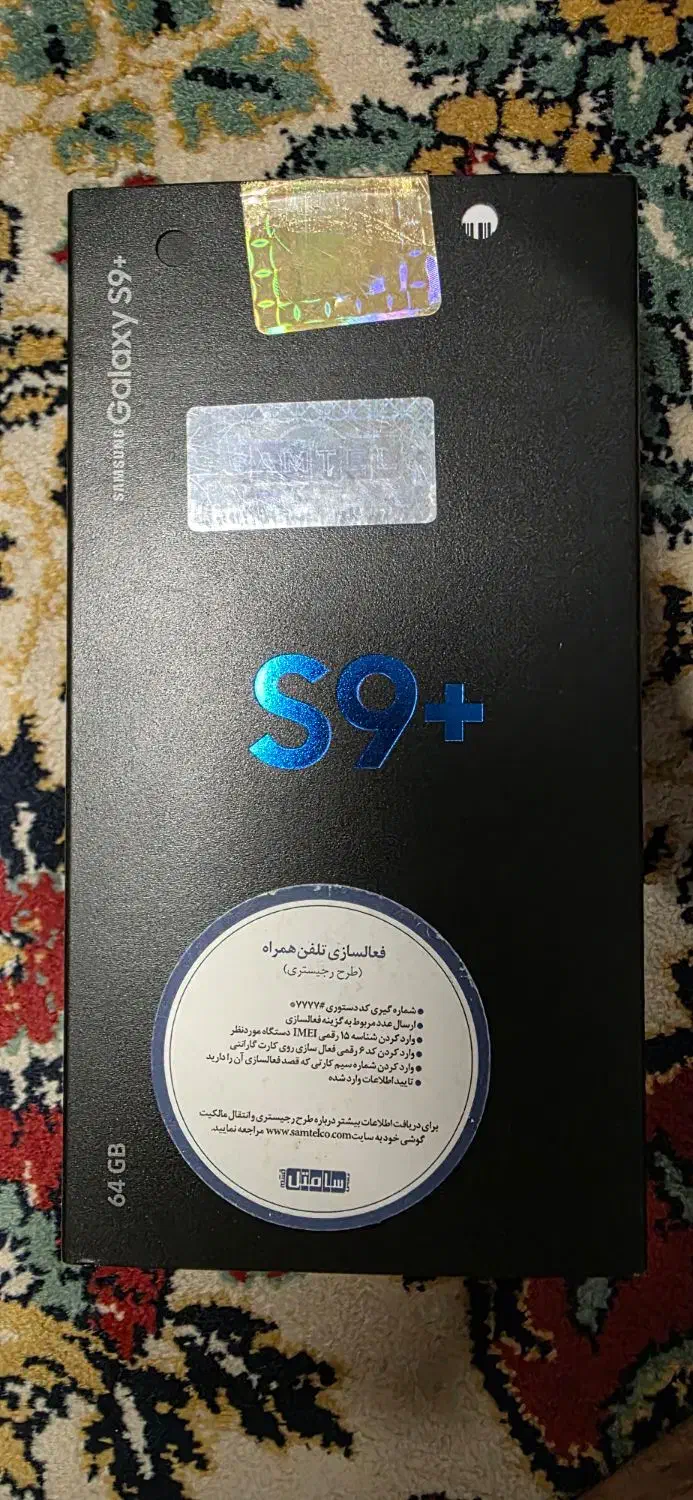 SAMSUNG Galaxy S9+
SAMTEL
S9+
فعالسازی تلفن همراه
(طرح رجیستری)
● شماره گیری کد دستوری #۷۷۷۷*
● ارسال عدد مربوط به گزینه فعالسازی
● وارد کردن شناسه ۱۵ رقمی IMEI دستگاه موردنظر
● وارد کردن کد ۶ رقمی فعال سازی روی کارت گارانتی
● وارد کردن شماره سیم کارتی که قصد فعالسازی آن را دارید
● تایید اطلاعات وارد شده
برای دریافت اطلاعات بیشتر درباره طرح رجیستری و انتقال مالکیت
گوشی خود به سایت www.samtelco.com مراجعه نمایید.
سامتل
64 GB